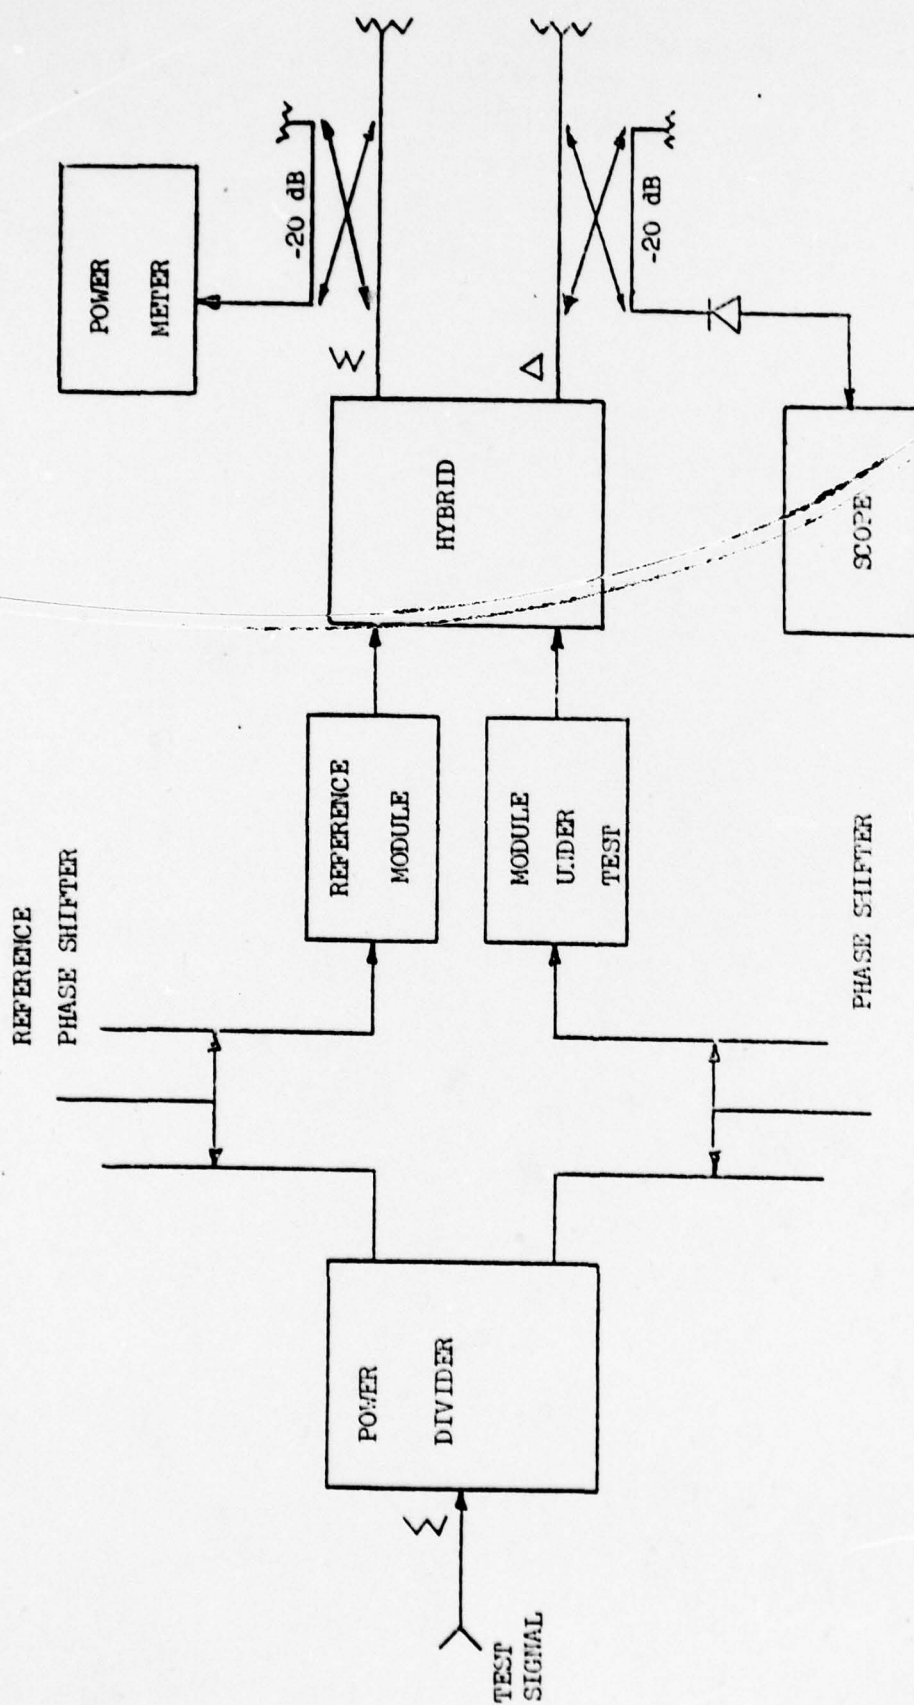 REFERENCE
PHASE SHIFTER
TEST
SIGNAL
Σ
POWER
DIVIDER
REFERENCE
MODULE
MODULE
UNDER
TEST
PHASE SHIFTER
HYBRID
Σ
Δ
-20 dB
-20 dB
POWER
METER
SCOPE